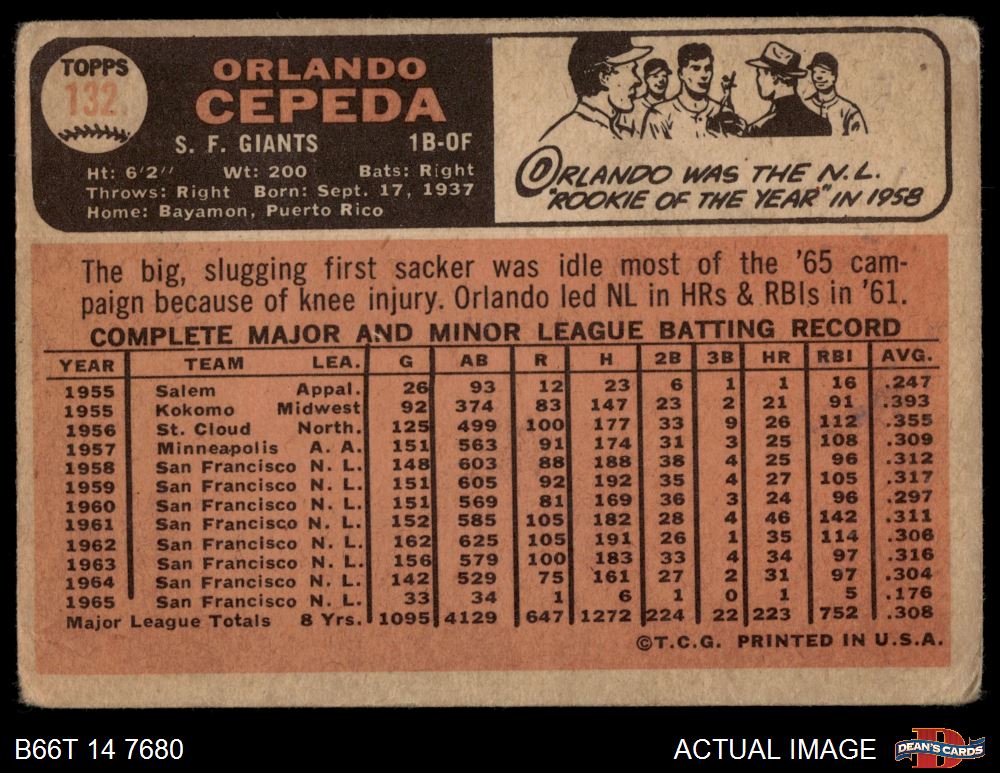 TOPPS
132
ORLANDO
CEPEDA
S. F. GIANTS 1B-OF
Ht: 6'2" Wt: 200 Bats: Right
Throws: Right Born: Sept. 17, 1937
Home: Bayamon, Puerto Rico
ORLANDO WAS THE N.L.
"ROOKIE OF THE YEAR" IN 1958
The big, slugging first sacker was idle most of the '65 cam-
paign because of knee injury. Orlando led NL in HRs & RBIs in '61.
COMPLETE MAJOR AND MINOR LEAGUE BATTING RECORD
YEAR TEAM LEA. G AB R H 2B 3B HR RBI AVG.
1955 Salem Appal. 26 93 12 23 6 1 1 16 .247
1955 Kokomo Midwest 92 374 83 147 23 2 21 91 .393
1956 St. Cloud North. 125 499 100 177 33 9 26 112 .355
1957 Minneapolis A. A. 151 563 91 174 31 3 25 108 .309
1958 San Francisco N. L. 148 603 88 188 38 4 25 96 .312
1959 San Francisco N. L. 151 605 92 192 35 4 27 105 .317
1960 San Francisco N. L. 151 569 81 169 36 3 24 96 .297
1961 San Francisco N. L. 152 585 105 182 28 4 46 142 .311
1962 San Francisco N. L. 162 625 105 191 26 1 35 114 .306
1963 San Francisco N. L. 156 579 100 183 33 4 34 97 .316
1964 San Francisco N. L. 142 529 75 161 27 2 31 97 .304
1965 San Francisco N. L. 33 34 1 6 1 0 1 5 .176
Major League Totals 8 Yrs. 1095 4129 647 1272 224 22 223 752 .308
©T.C.G. PRINTED IN U.S.A.
B66T 14 7680 ACTUAL IMAGE DEAN'S CARDS